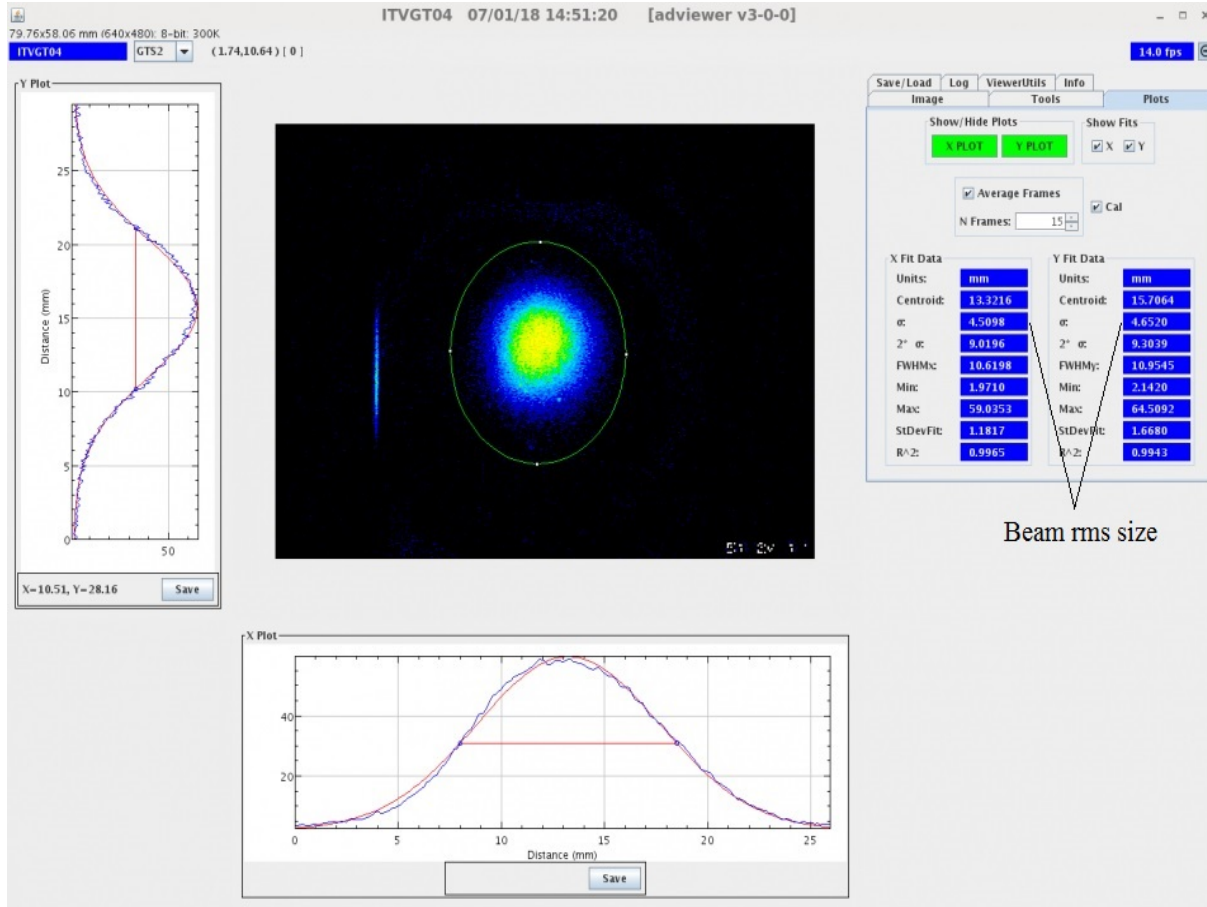 ITVGT04 07/01/18 14:51:20 [adviewer v3-0-0]
79.76x58.06 mm (640x480): 8-bit: 300K
ITVGT04 GTS2 (1.74,10.64) [ 0 ] 14.0 fps
Y Plot
25
20
15
10
5
0
50
Distance (mm)
X=10.51, Y=28.16 Save
Save/Load Log ViewerUtils Info
Image Tools Plots
Show/Hide Plots Show Fits
X PLOT Y PLOT X Y
Average Frames
N Frames: 15
Cal
X Fit Data
Units: mm
Centroid: 13.3216
σ: 4.5098
2* σ: 9.0196
FWHMx: 10.6198
Min: 1.9710
Max: 59.0353
StDevFit: 1.1817
R^2: 0.9965
Y Fit Data
Units: mm
Centroid: 15.7064
σ: 4.6520
2* σ: 9.3039
FWHMy: 10.9545
Min: 2.1420
Max: 64.5092
StDevFit: 1.6680
R^2: 0.9943
Beam rms size
X Plot
40
20
0 5 10 15 20 25
Distance (mm)
Save